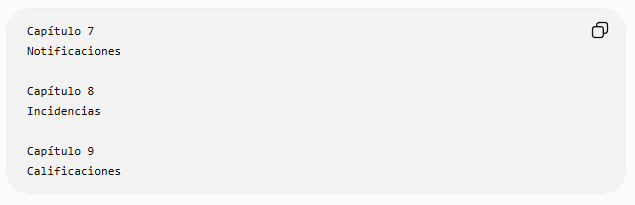 Capítulo 7
Notificaciones
Capítulo 8
Incidencias
Capítulo 9
Calificaciones